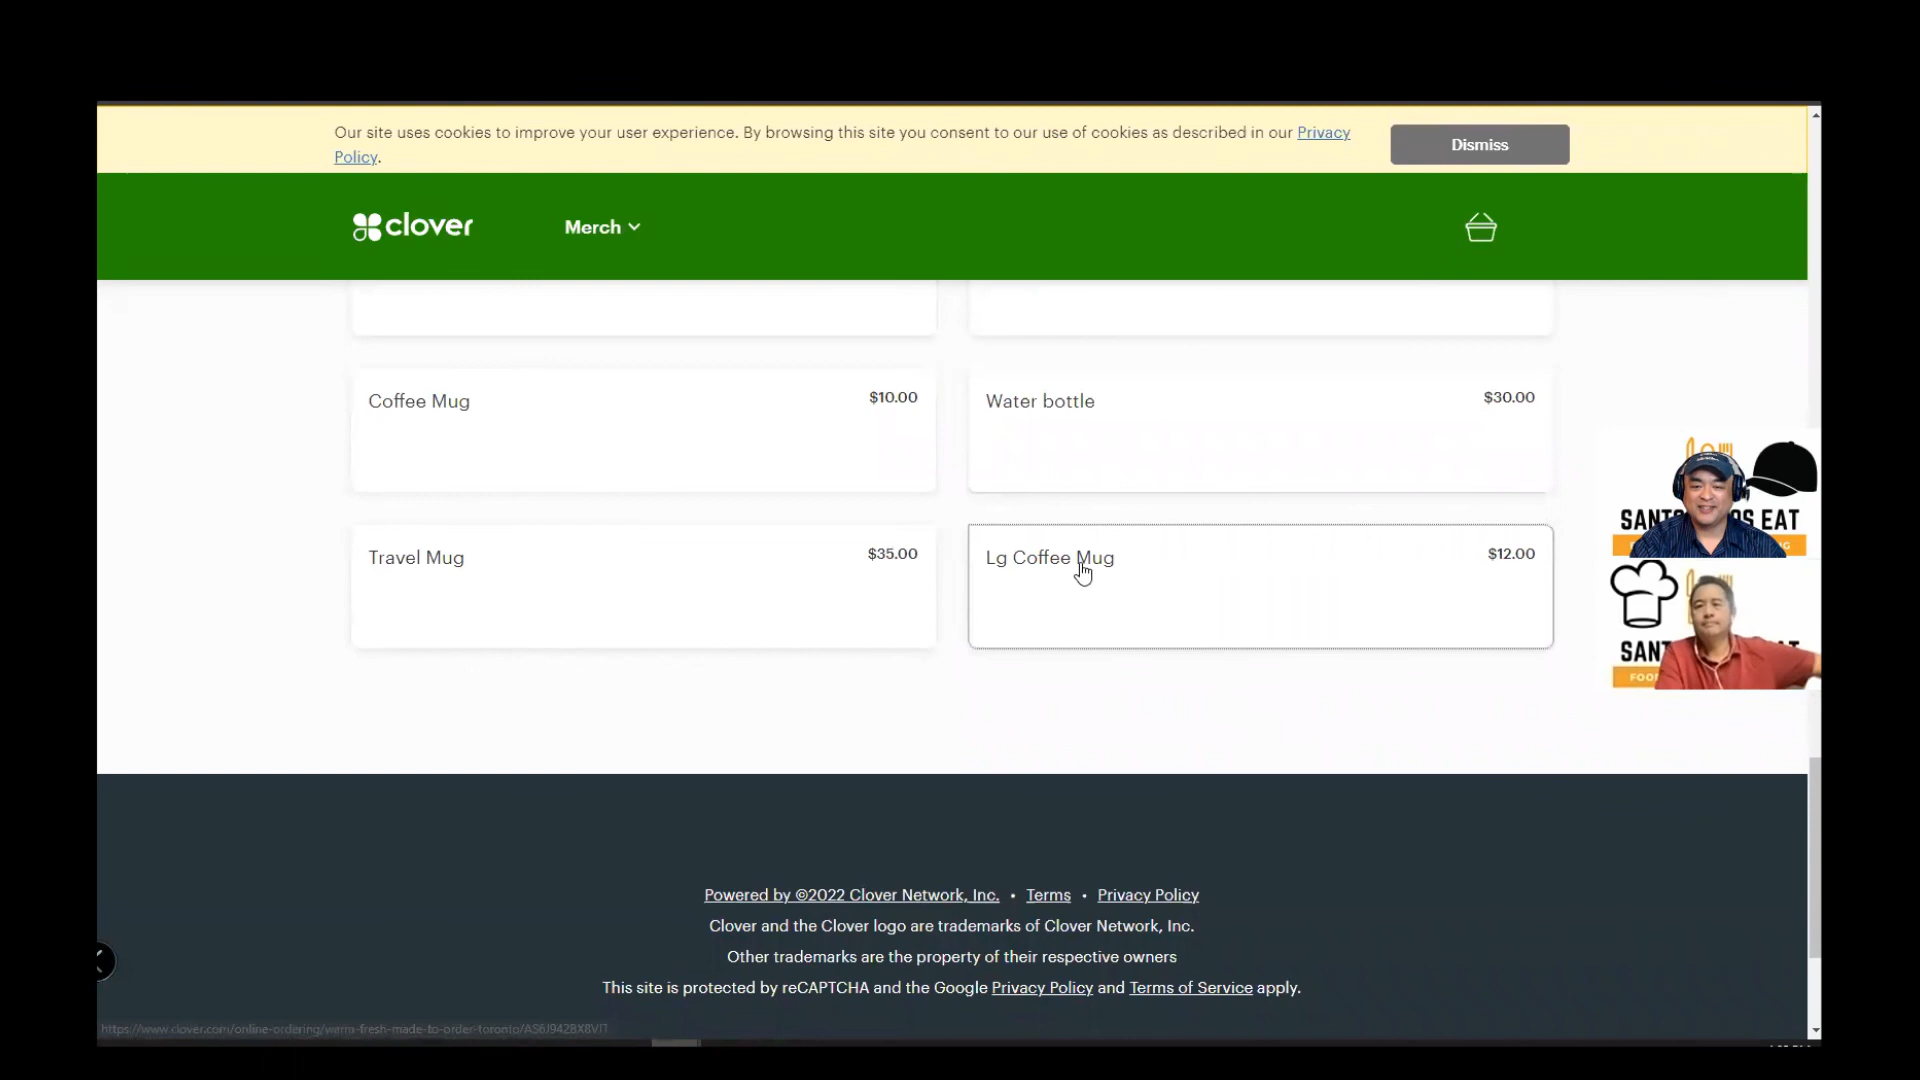 Our site uses cookies to improve your user experience. By browsing this site you consent to our use of cookies as described in our Privacy
Policy.
Dismiss
clover
Merch
Coffee Mug
$10.00
Water bottle
$30.00
Travel Mug
$35.00
Lg Coffee Mug
$12.00
EAT
Powered by ©2022 Clover Network, Inc. • Terms • Privacy Policy
Clover and the Clover logo are trademarks of Clover Network, Inc.
Other trademarks are the property of their respective owners
This site is protected by reCAPTCHA and the Google Privacy Policy and Terms of Service apply.